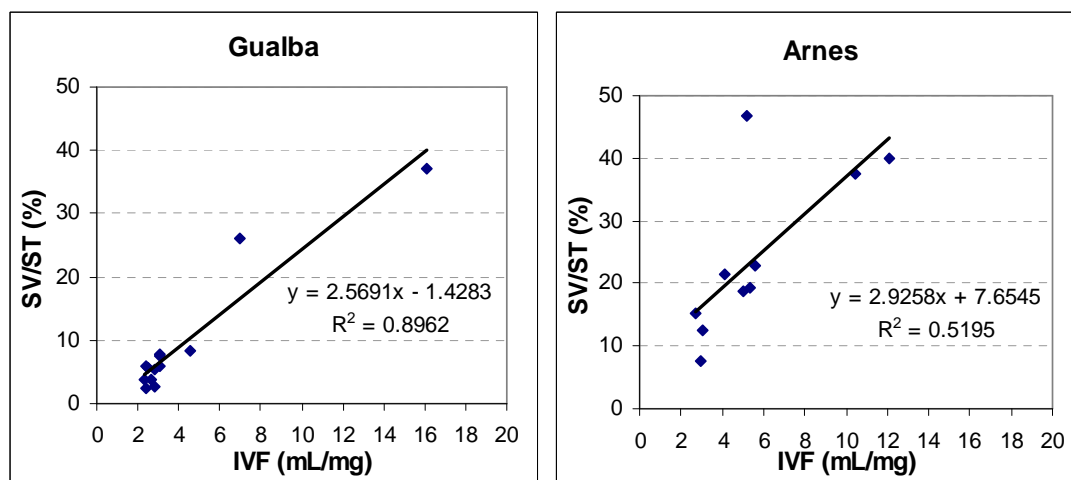 Gualba
50
40
30
20
10
0
SV/ST (%)
y = 2.5691x - 1.4283
R² = 0.8962
0 2 4 6 8 10 12 14 16 18 20
IVF (mL/mg)
Arnes
50
40
30
20
10
0
SV/ST (%)
y = 2.9258x + 7.6545
R² = 0.5195
0 2 4 6 8 10 12 14 16 18 20
IVF (mL/mg)